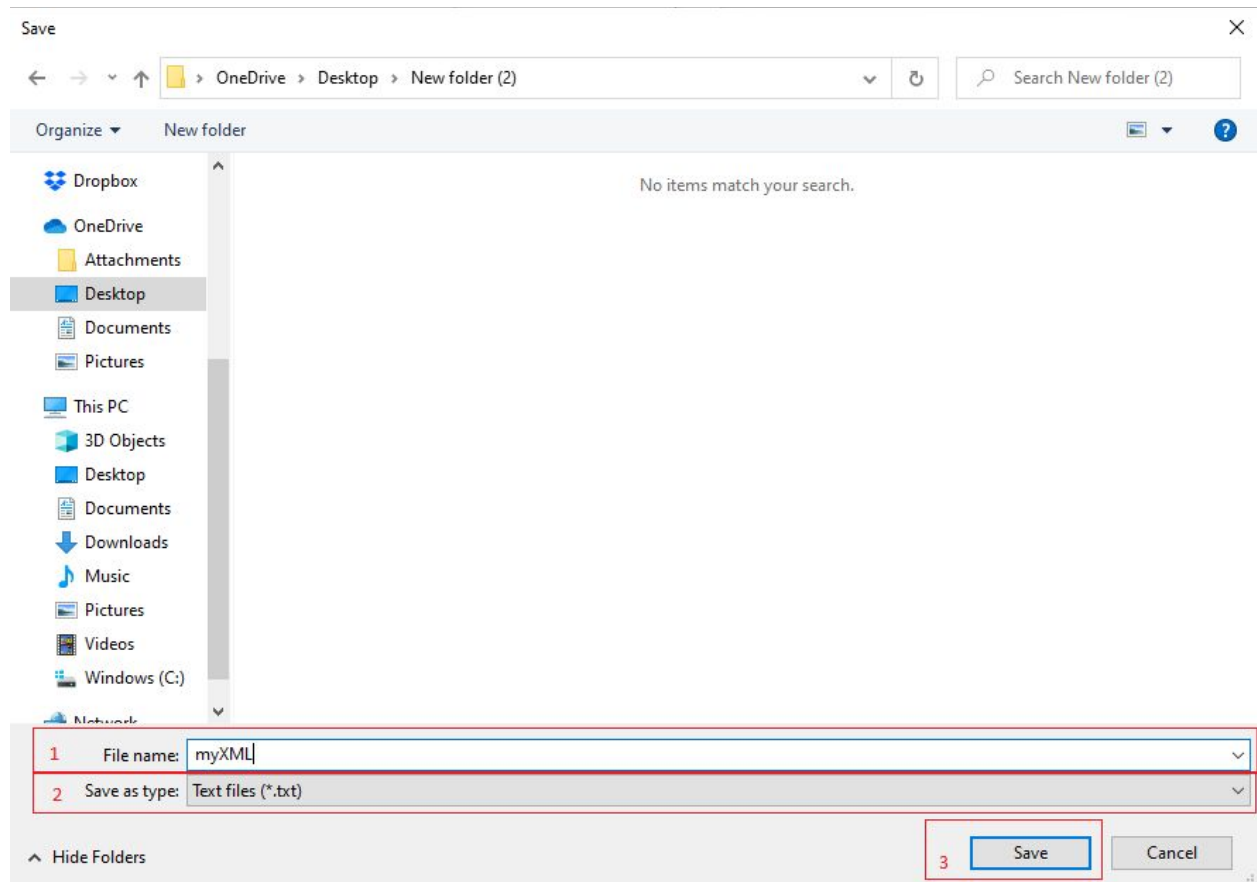 Save
OneDrive > Desktop > New folder (2)
Search New folder (2)
Organize
New folder
Dropbox
OneDrive
Attachments
Desktop
Documents
Pictures
This PC
3D Objects
Desktop
Documents
Downloads
Music
Pictures
Videos
Windows (C:)
Network
No items match your search.
1 File name: myXML
2 Save as type: Text files (*.txt)
Hide Folders
3 Save Cancel